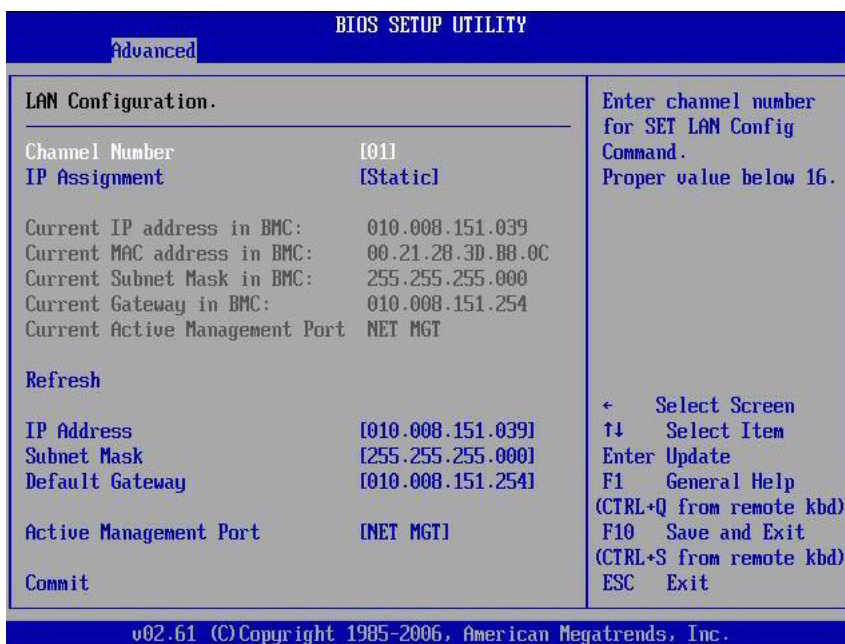 BIOS SETUP UTILITY
Advanced
LAN Configuration.
Channel Number [01]
IP Assignment [Static]
Current IP address in BMC: 010.008.151.039
Current MAC address in BMC: 00.21.28.3D.B8.0C
Current Subnet Mask in BMC: 255.255.255.000
Current Gateway in BMC: 010.008.151.254
Current Active Management Port NET MGT
Refresh
IP Address [010.008.151.039]
Subnet Mask [255.255.255.000]
Default Gateway [010.008.151.254]
Active Management Port [NET MGT]
Commit
Enter channel number
for SET LAN Config
Command.
Proper value below 16.
← Select Screen
↑↓ Select Item
Enter Update
F1 General Help
(CTRL+Q from remote kbd)
F10 Save and Exit
(CTRL+S from remote kbd)
ESC Exit
v02.61 (C)Copyright 1985-2006, American Megatrends, Inc.